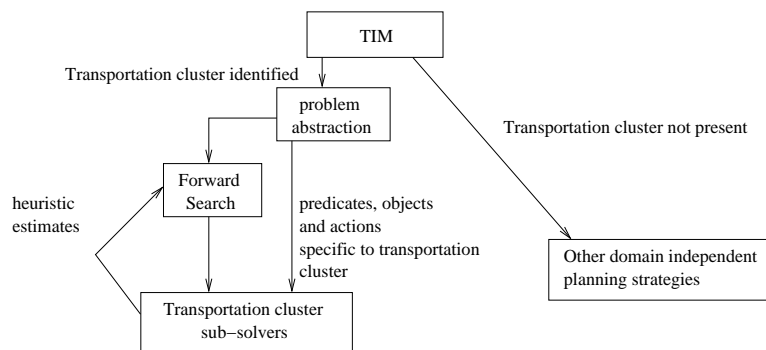 TIM
Transportation cluster identified
problem
abstraction
Transportation cluster not present
Forward
Search
heuristic
estimates
predicates, objects
and actions
specific to transportation
cluster
Other domain independent
planning strategies
Transportation cluster
sub−solvers